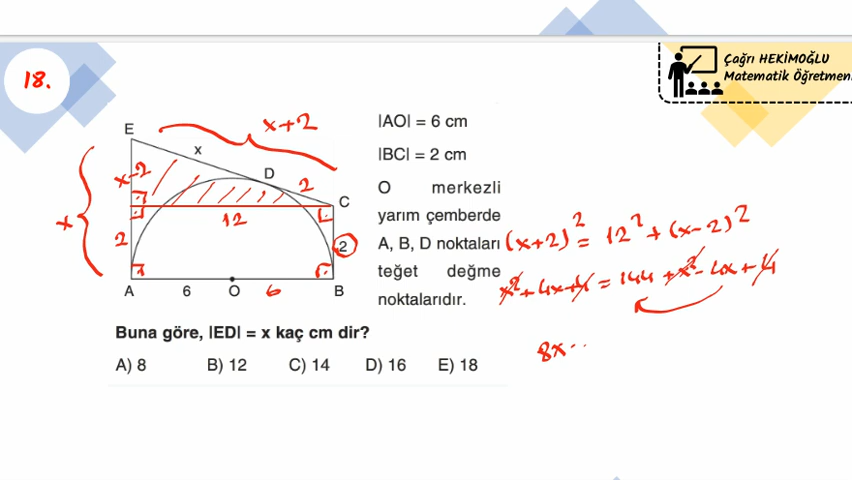 18.
Çağrı HEKİMOĞLU
Matematik Öğretmen
E
x+2
x
D
x-2
2
C
x
12
2
2
A
6
O
6
B
|AO| = 6 cm
|BC| = 2 cm
O merkezli
yarım çemberde
A, B, D noktaları
teğet değme
noktalarıdır.
(x+2)² = 12² + (x-2)²
x² + 4x + 4 = 144 + x² - 4x + 4
8x =
Buna göre, |ED| = x kaç cm dir?
A) 8 B) 12 C) 14 D) 16 E) 18